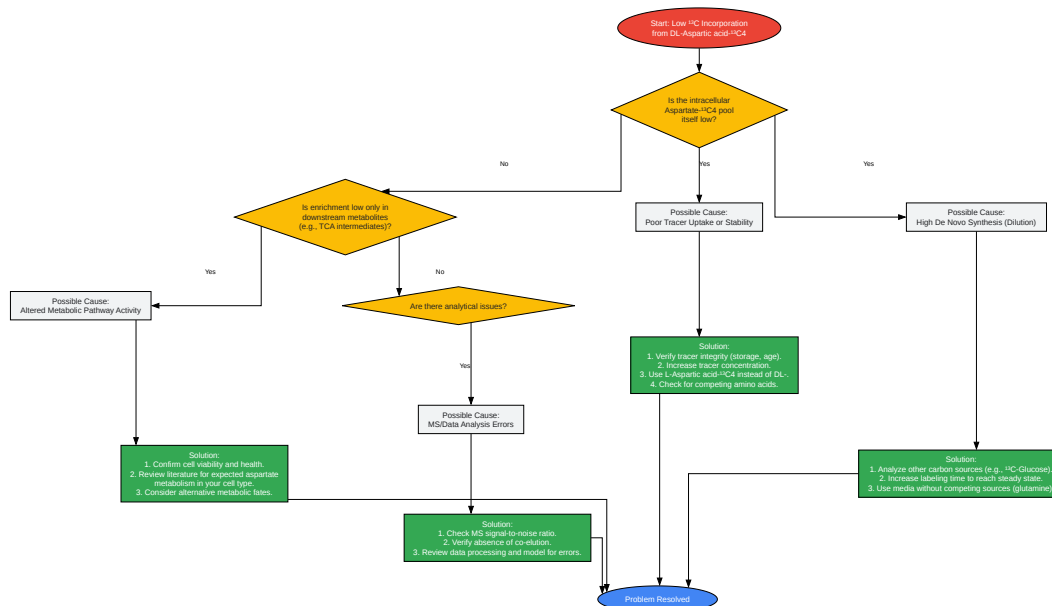 Start: Low ¹³C Incorporation
from DL-Aspartic acid-¹³C4
Is the intracellular
Aspartate-¹³C4 pool
itself low?
No
Yes
Yes
Is enrichment low only in
downstream metabolites
(e.g., TCA intermediates)?
Possible Cause:
Poor Tracer Uptake or Stability
Possible Cause:
High De Novo Synthesis (Dilution)
Yes
No
Possible Cause:
Altered Metabolic Pathway Activity
Are there analytical issues?
Yes
Solution:
1. Verify tracer integrity (storage, age).
2. Increase tracer concentration.
3. Use L-Aspartic acid-¹³C4 instead of DL-.
4. Check for competing amino acids.
Possible Cause:
MS/Data Analysis Errors
Solution:
1. Confirm cell viability and health.
2. Review literature for expected aspartate
metabolism in your cell type.
3. Consider alternative metabolic fates.
Solution:
1. Analyze other carbon sources (e.g., ¹³C-Glucose).
2. Increase labeling time to reach steady state.
3. Use media without competing sources (glutamine)
Solution:
1. Check MS signal-to-noise ratio.
2. Verify absence of co-elution.
3. Review data processing and model for errors.
Problem Resolved